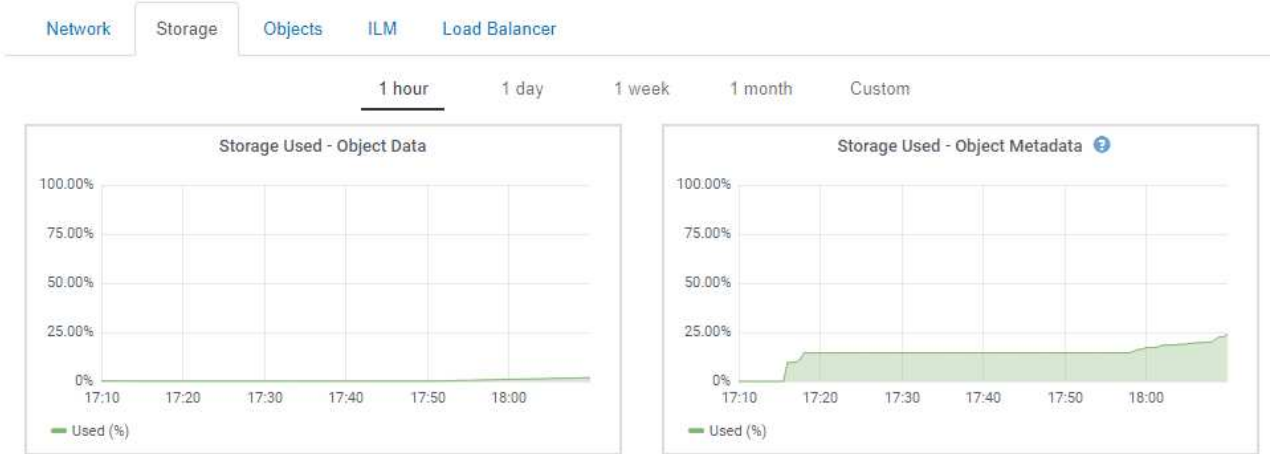 Network Storage Objects ILM Load Balancer
1 hour 1 day 1 week 1 month Custom
Storage Used - Object Data
100.00%
75.00%
50.00%
25.00%
0%
17:10 17:20 17:30 17:40 17:50 18:00
Used (%)
Storage Used - Object Metadata ?
100.00%
75.00%
50.00%
25.00%
0%
17:10 17:20 17:30 17:40 17:50 18:00
Used (%)